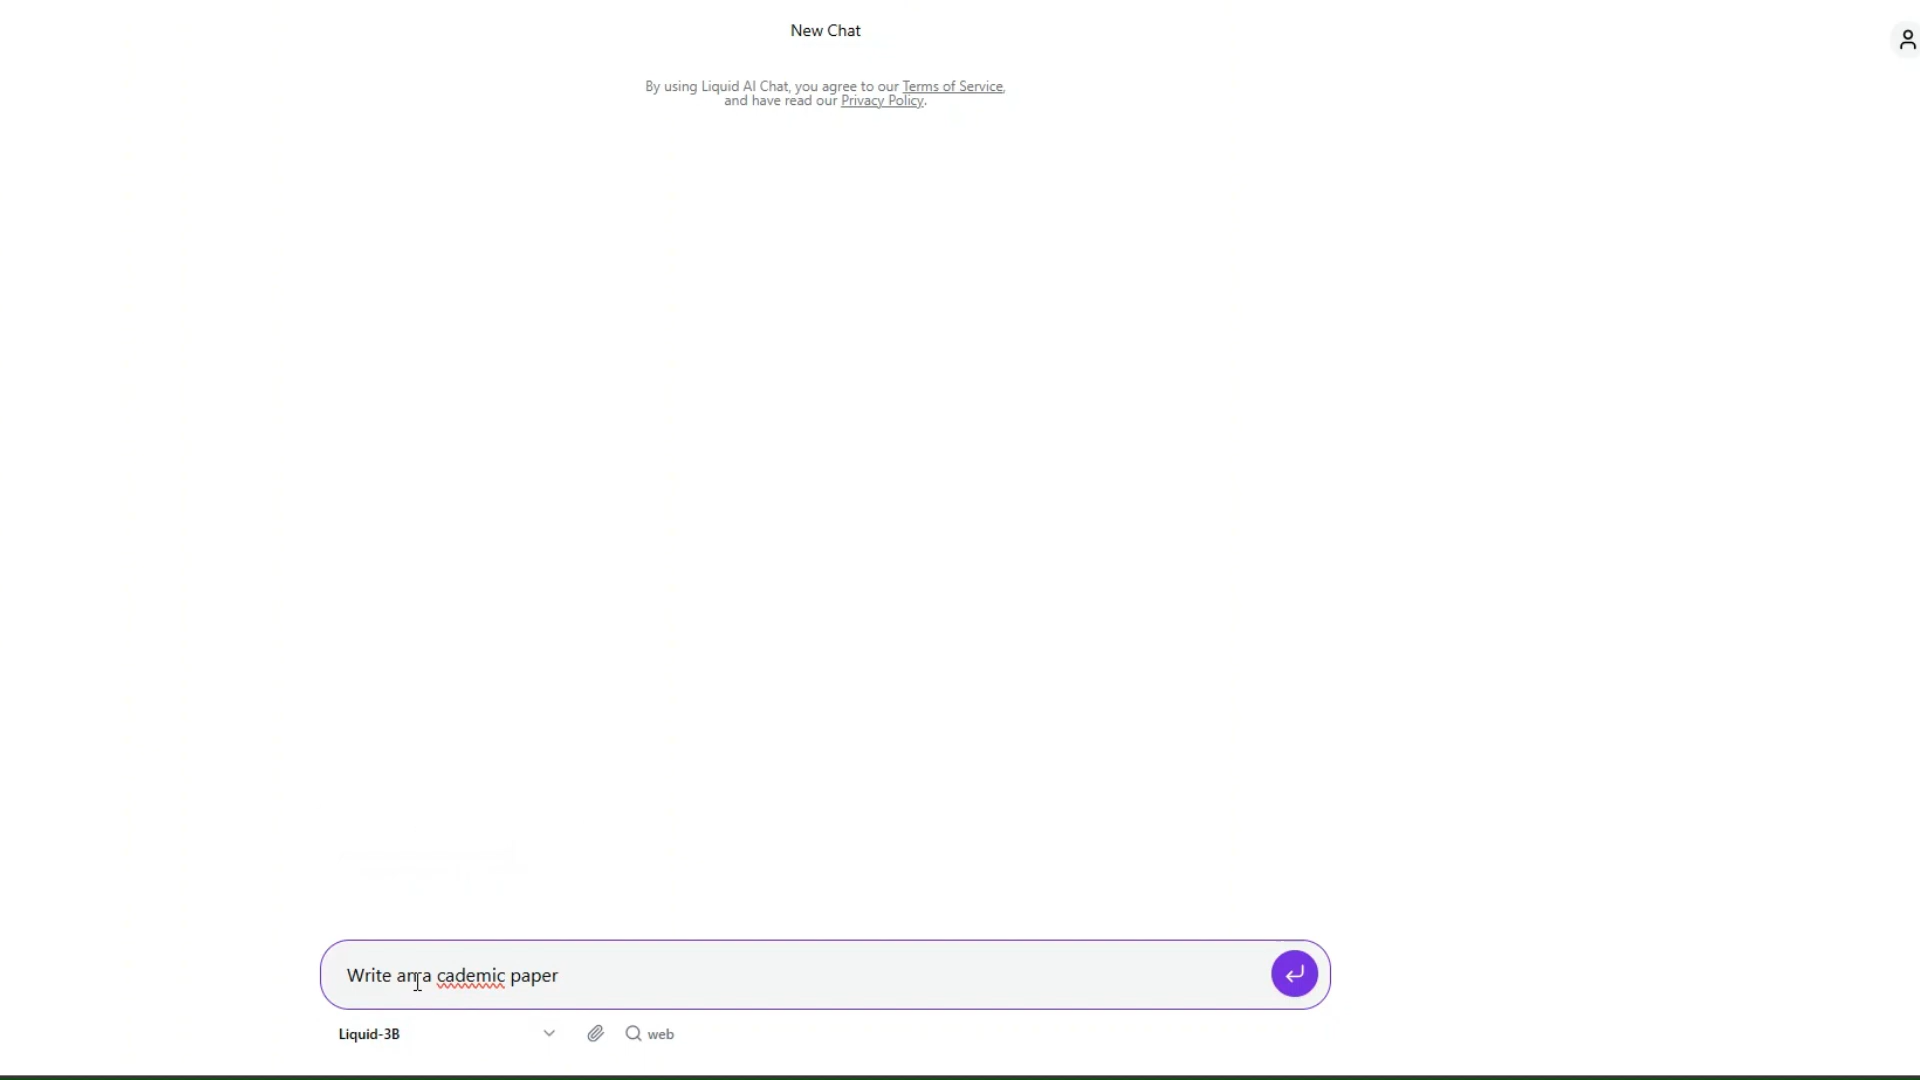 New Chat
By using Liquid AI Chat, you agree to our Terms of Service,
and have read our Privacy Policy.
Write an a cademic paper
Liquid-3B
web